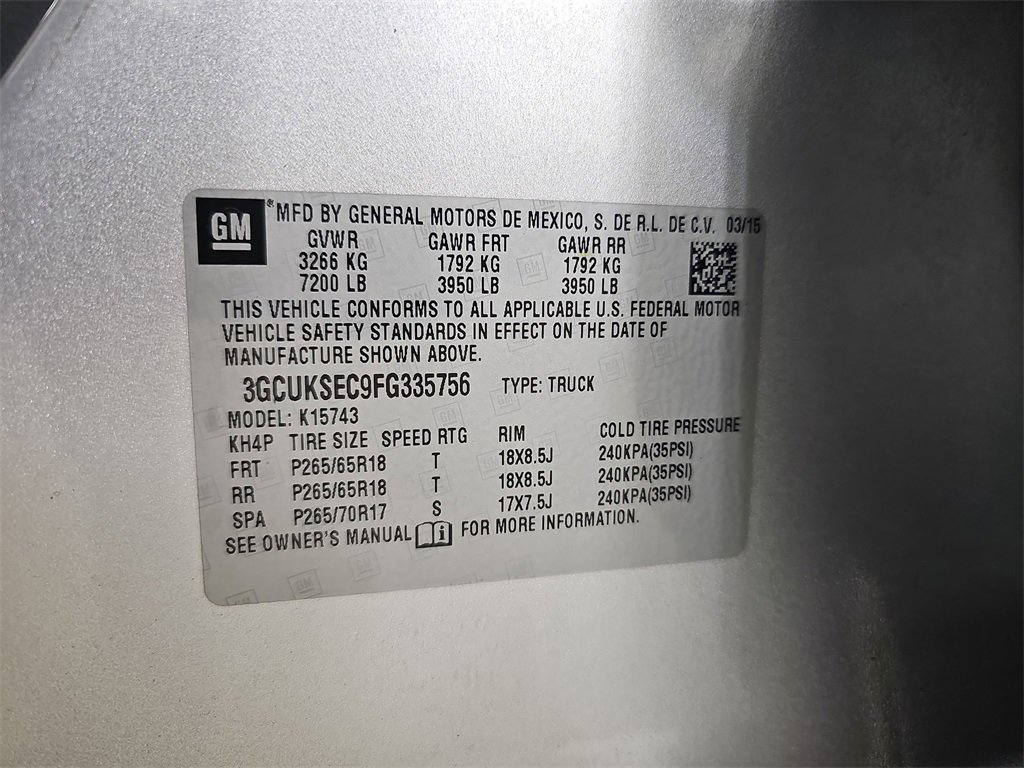 GM ® MFD BY GENERAL MOTORS DE MEXICO, S. DE R.L. DE C.V. 03/15
GVWR GAWR FRT GAWR RR
3266 KG 1792 KG 1792 KG
7200 LB 3950 LB 3950 LB
THIS VEHICLE CONFORMS TO ALL APPLICABLE U.S. FEDERAL MOTOR
VEHICLE SAFETY STANDARDS IN EFFECT ON THE DATE OF
MANUFACTURE SHOWN ABOVE.
3GCUKSEC9FG335756 TYPE: TRUCK
MODEL: K15743
KH4P TIRE SIZE SPEED RTG RIM COLD TIRE PRESSURE
FRT P265/65R18 T 18X8.5J 240KPA(35PSI)
RR P265/65R18 T 18X8.5J 240KPA(35PSI)
SPA P265/70R17 S 17X7.5J 240KPA(35PSI)
SEE OWNER'S MANUAL i FOR MORE INFORMATION.